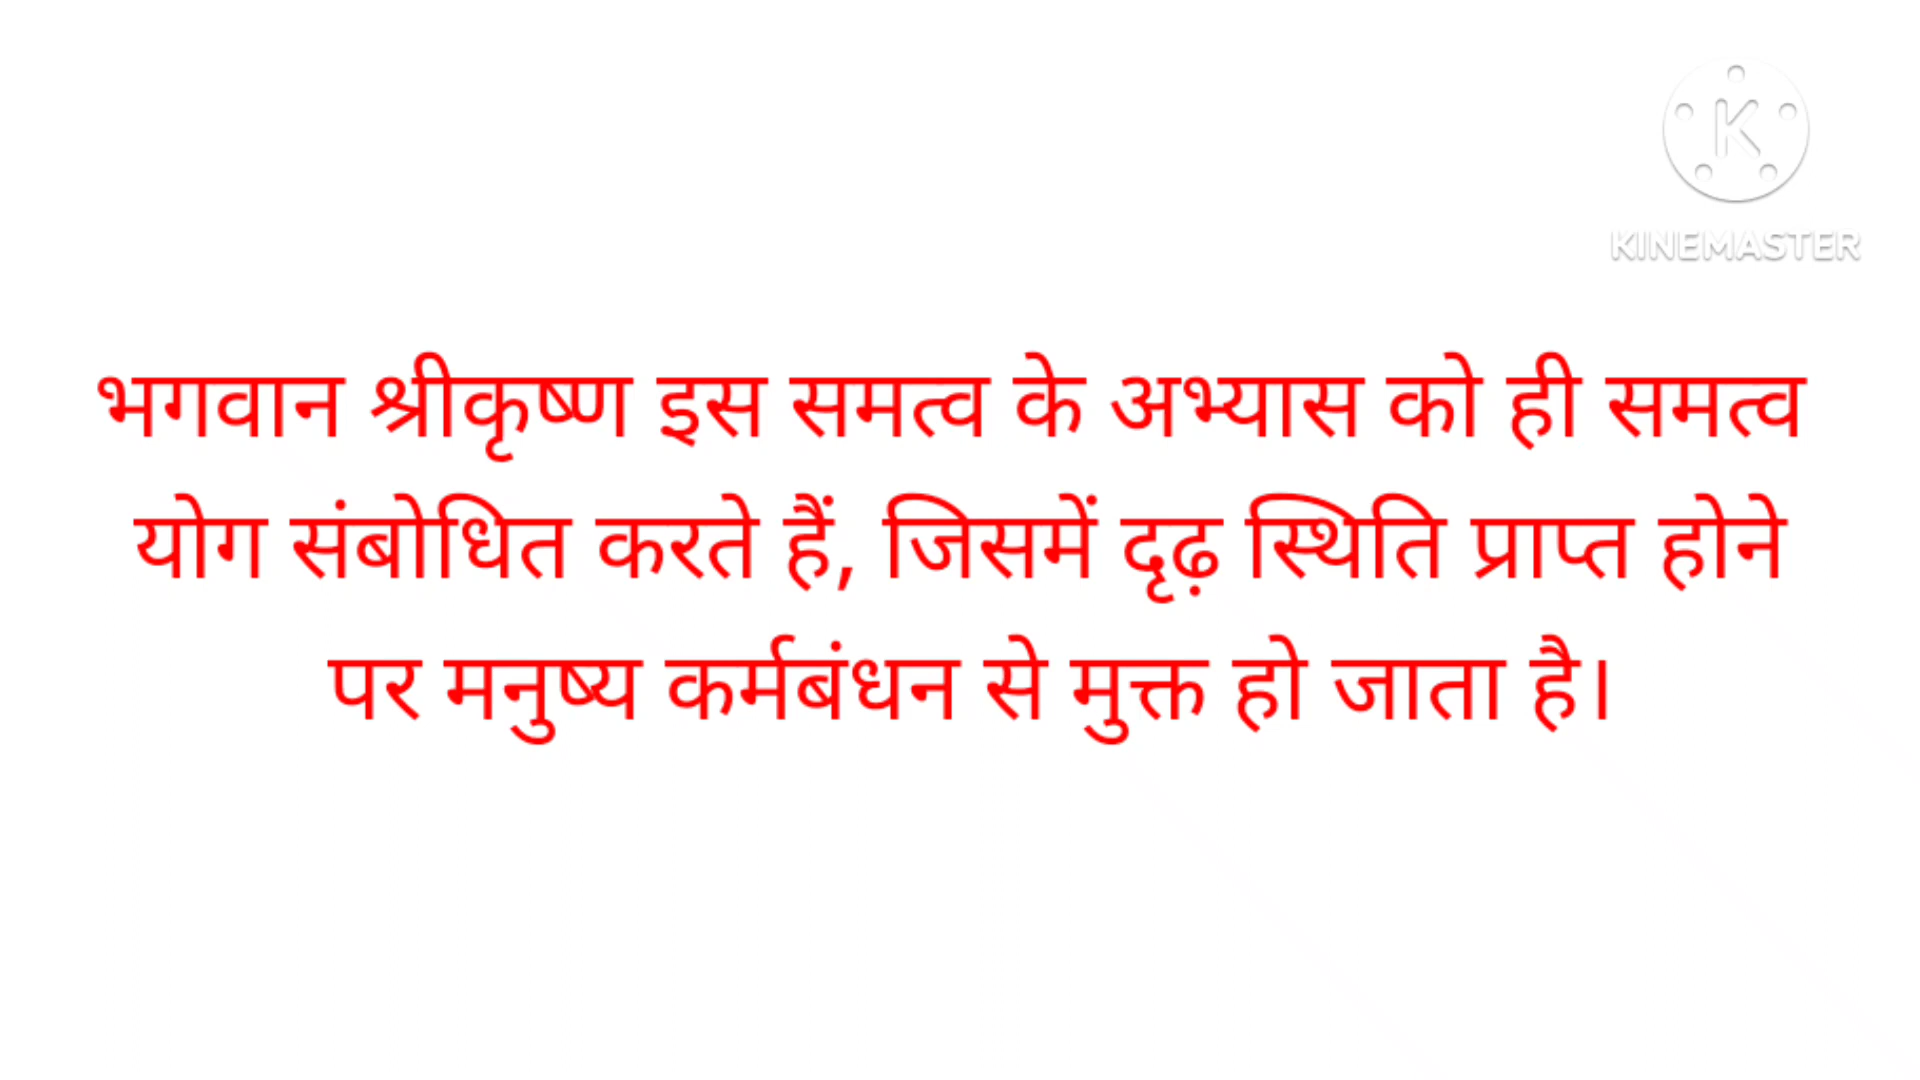 KINEMASTER
भगवान श्रीकृष्ण इस समत्व के अभ्यास को ही समत्व
योग संबोधित करते हैं, जिसमें दृढ़ स्थिति प्राप्त होने
पर मनुष्य कर्मबंधन से मुक्त हो जाता है।